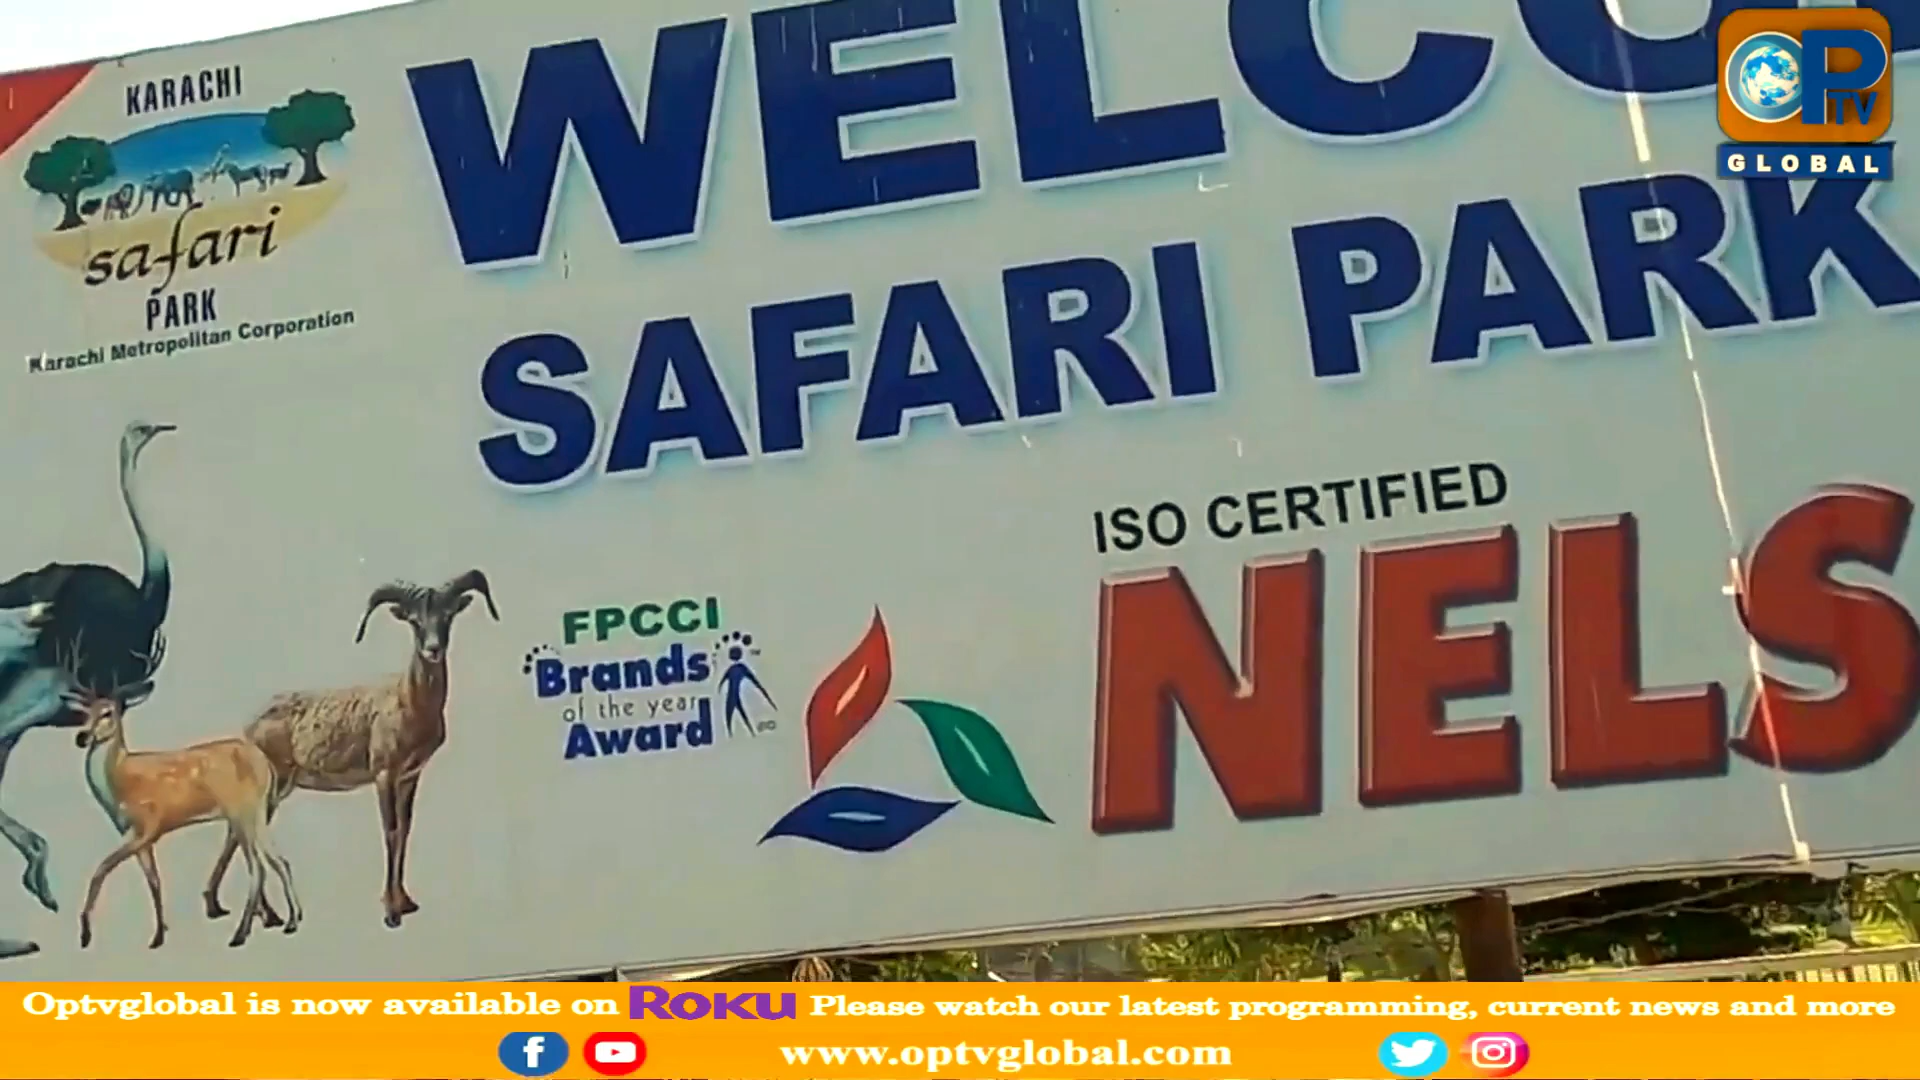 KARACHI
safari
PARK
Karachi Metropolitan Corporation
SAFARI PARK
ISO CERTIFIED
NELS
FPCCI
Brands
of the year
Award
OPTV
GLOBAL
Optvglobal is now available on ROKU Please watch our latest programming, current news and more
www.optvglobal.com